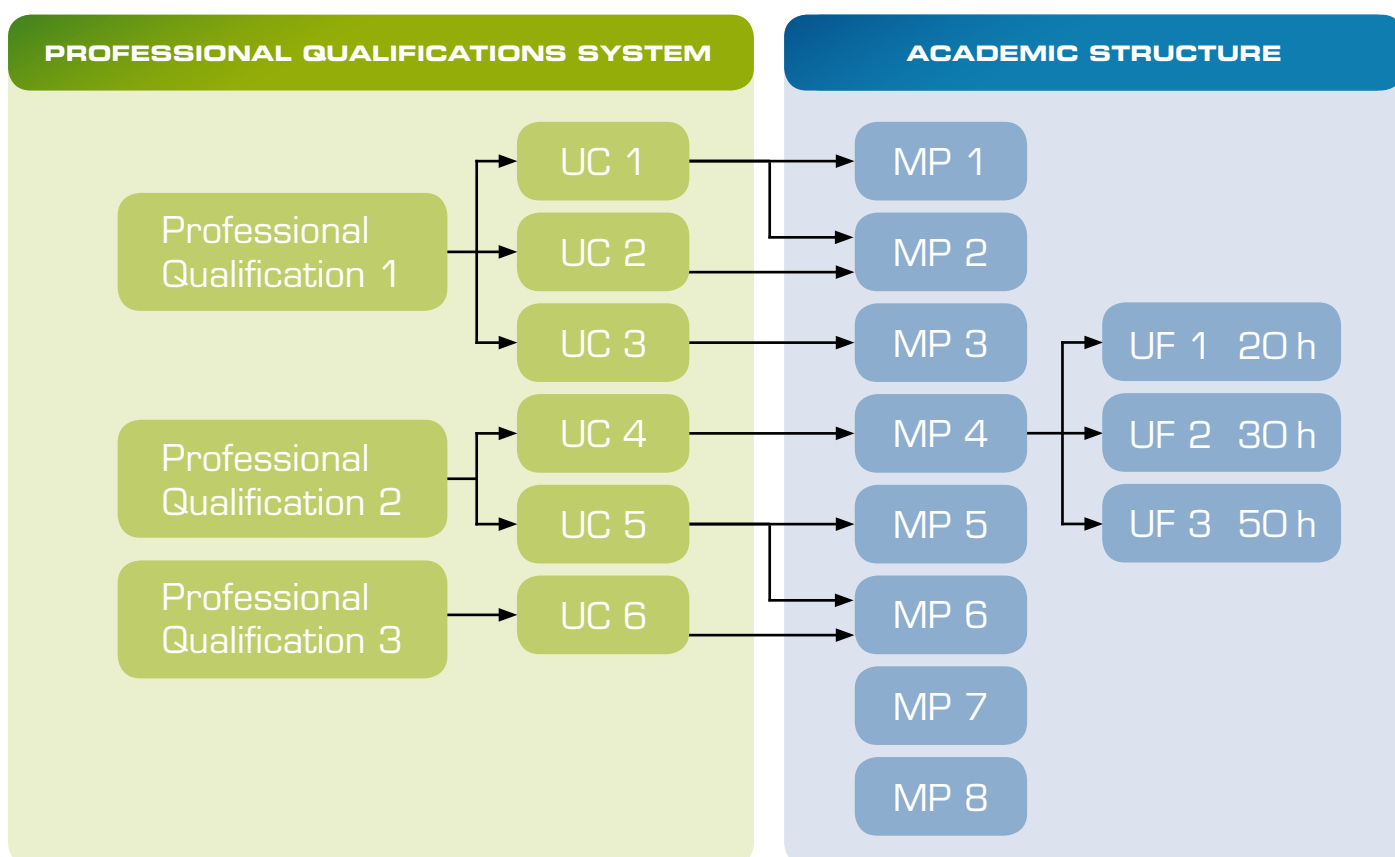 PROFESSIONAL QUALIFICATIONS SYSTEM
Professional
Qualification 1
Professional
Qualification 2
Professional
Qualification 3
UC 1
UC 2
UC 3
UC 4
UC 5
UC 6
ACADEMIC STRUCTURE
MP 1
MP 2
MP 3
MP 4
MP 5
MP 6
MP 7
MP 8
UF 1 20 h
UF 2 30 h
UF 3 50 h